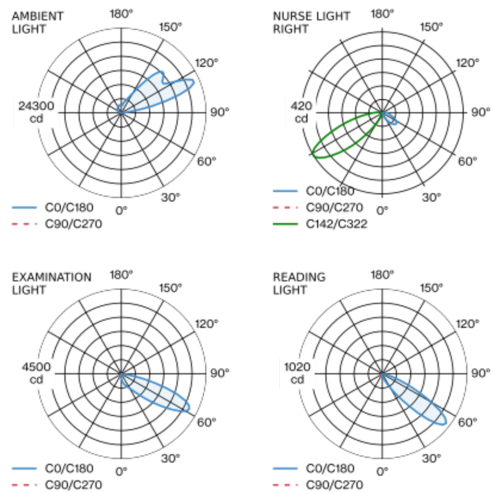 AMBIENT
LIGHT
180°
150°
120°
24300
cd
90°
60°
30°
0°
C0/C180
C90/C270
NURSE LIGHT
RIGHT
180°
150°
120°
420
cd
90°
60°
30°
0°
C0/C180
C90/C270
C142/C322
EXAMINATION
LIGHT
180°
150°
120°
4500
cd
90°
60°
30°
0°
C0/C180
C90/C270
READING
LIGHT
180°
150°
120°
1020
cd
90°
60°
30°
0°
C0/C180
C90/C270